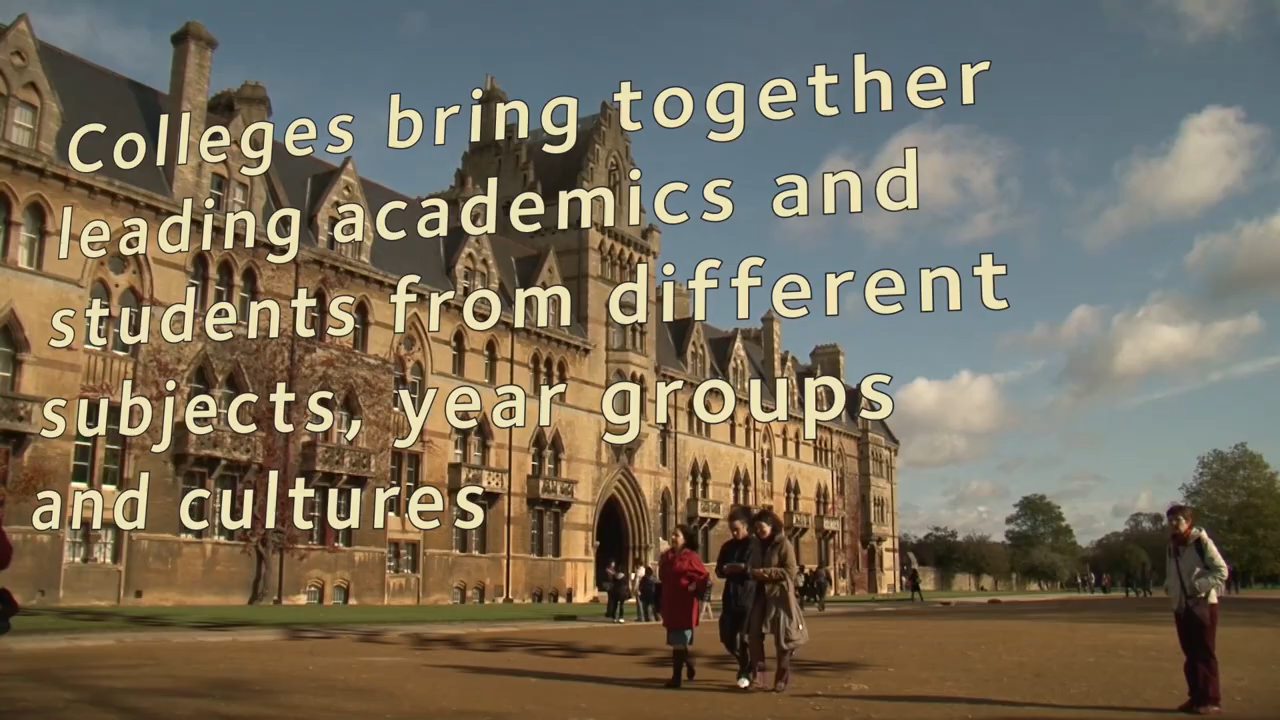 Colleges bring together
leading academics and
students from different
subjects, year groups
and cultures